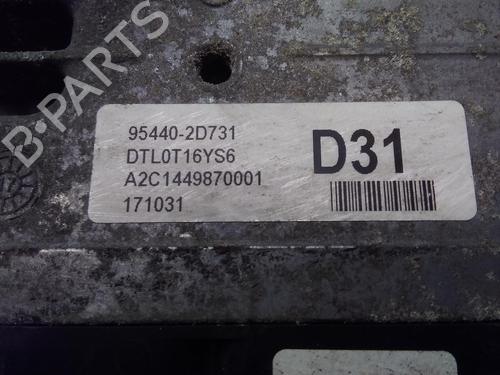 B-PARTS
95440-2D731
DTL0T16YS6
A2C1449870001
171031
D31